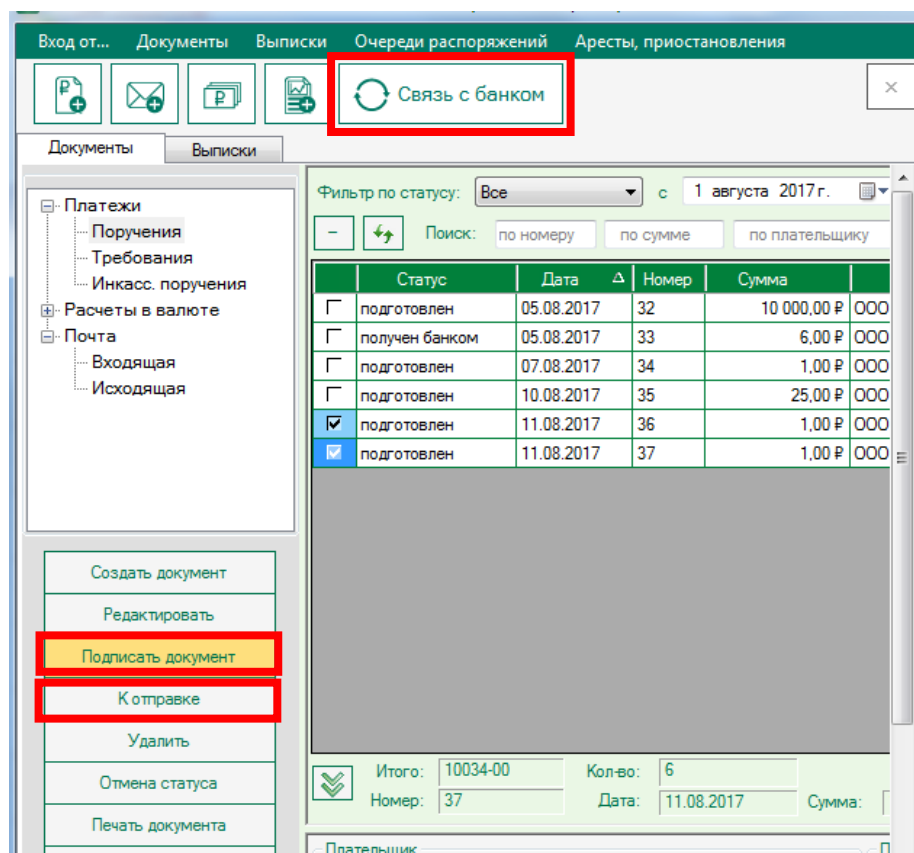 Вход от... Документы Выписки Очереди распоряжений Аресты, приостановления
Связь с банком
Документы Выписки
Платежи
Поручения
Требования
Инкасс. поручения
Расчеты в валюте
Почта
Входящая
Исходящая
Создать документ
Редактировать
Подписать документ
К отправке
Удалить
Отмена статуса
Печать документа
Фильтр по статусу: Все с 1 августа 2017 г.
Поиск: по номеру по сумме по плательщику
Статус Дата Номер Сумма
подготовлен 05.08.2017 32 10 000,00 ₽ ООО
получен банком 05.08.2017 33 6,00 ₽ ООО
подготовлен 07.08.2017 34 1,00 ₽ ООО
подготовлен 10.08.2017 35 25,00 ₽ ООО
подготовлен 11.08.2017 36 1,00 ₽ ООО
подготовлен 11.08.2017 37 1,00 ₽ ООО
Итого: 10034-00 Кол-во: 6
Номер: 37 Дата: 11.08.2017 Сумма:
Плательщик